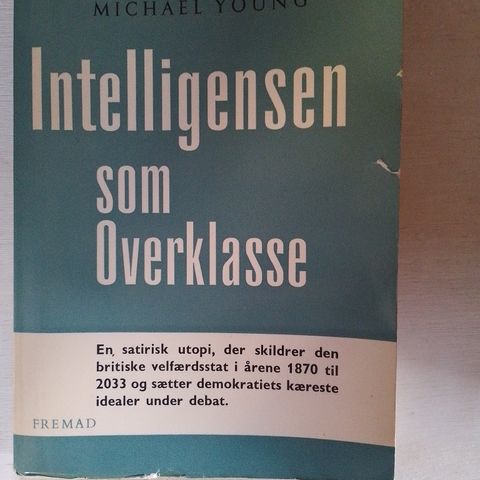 MICHAEL YOUNG
Intelligensen
som
Overklasse
En satirisk utopi, der skildrer den
britiske velfærdsstat i årene 1870 til
2033 og sætter demokratiets kæreste
idealer under debat.
FREMAD